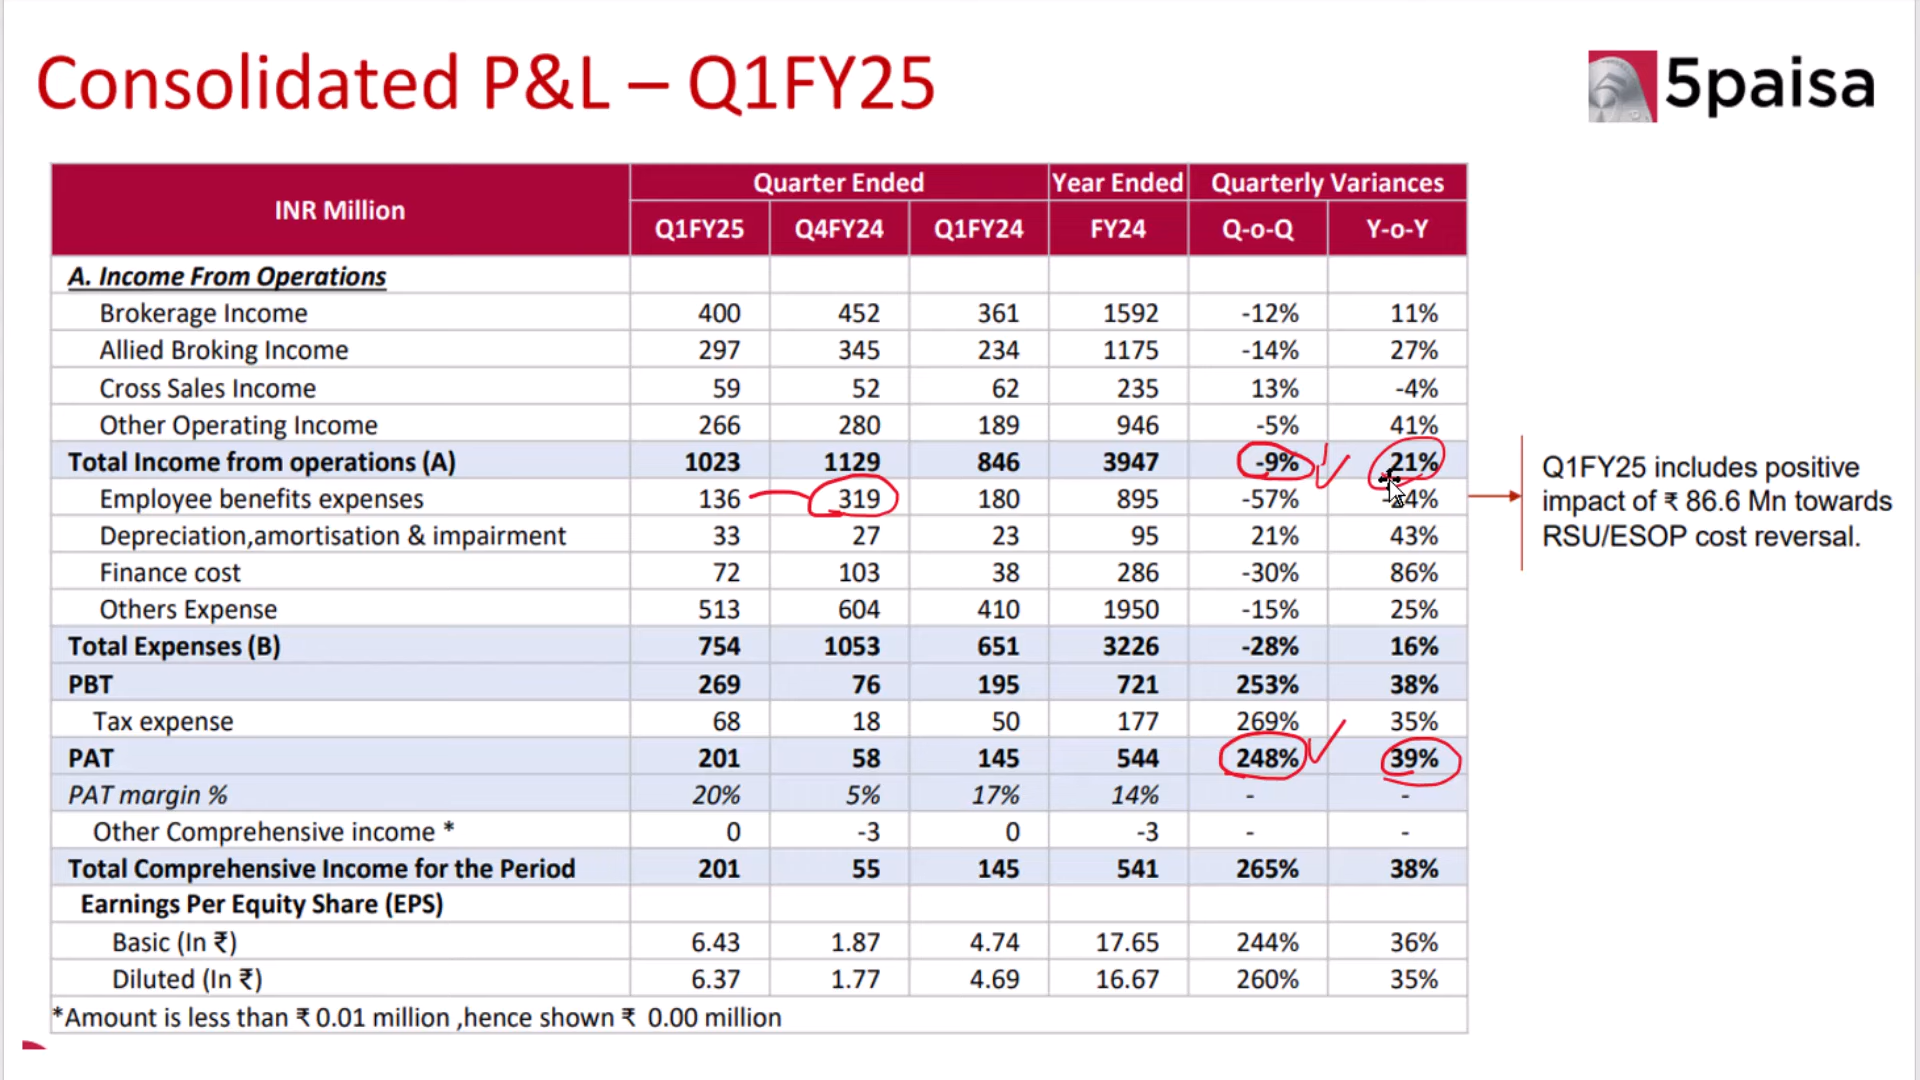 Consolidated P&L – Q1FY25
5paisa
INR Million Quarter Ended Year Ended Quarterly Variances
Q1FY25 Q4FY24 Q1FY24 FY24 Q-o-Q Y-o-Y
A. Income From Operations
Brokerage Income 400 452 361 1592 -12% 11%
Allied Broking Income 297 345 234 1175 -14% 27%
Cross Sales Income 59 52 62 235 13% -4%
Other Operating Income 266 280 189 946 -5% 41%
Total Income from operations (A) 1023 1129 846 3947 -9% 21%
Employee benefits expenses 136 319 180 895 -57%
Depreciation,amortisation & impairment 33 27 23 95 21% 43%
Finance cost 72 103 38 286 -30% 86%
Others Expense 513 604 410 1950 -15% 25%
Total Expenses (B) 754 1053 651 3226 -28% 16%
PBT 269 76 195 721 253% 38%
Tax expense 68 18 50 177 269% 35%
PAT 201 58 145 544 248% 39%
PAT margin % 20% 5% 17% 14% - -
Other Comprehensive income * 0 -3 0 -3 - -
Total Comprehensive Income for the Period 201 55 145 541 265% 38%
Earnings Per Equity Share (EPS)
Basic (In ₹) 6.43 1.87 4.74 17.65 244% 36%
Diluted (In ₹) 6.37 1.77 4.69 16.67 260% 35%
*Amount is less than ₹ 0.01 million ,hence shown ₹ 0.00 million
Q1FY25 includes positive
impact of ₹ 86.6 Mn towards
RSU/ESOP cost reversal.